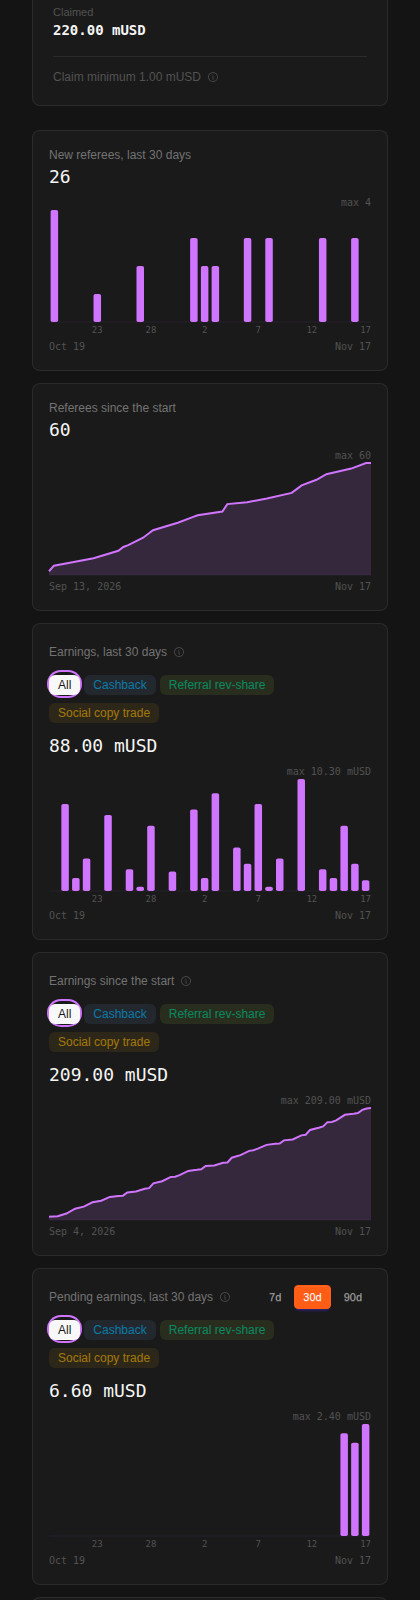 Claimed
220.00 mUSD
Claim minimum 1.00 mUSD
New referees, last 30 days
26
max 4
23 28 2 7 12 17
Oct 19 Nov 17
Referees since the start
60
max 60
Sep 13, 2026 Nov 17
Earnings, last 30 days
All Cashback Referral rev-share
Social copy trade
88.00 mUSD
max 10.30 mUSD
23 28 2 7 12 17
Oct 19 Nov 17
Earnings since the start
All Cashback Referral rev-share
Social copy trade
209.00 mUSD
max 209.00 mUSD
Sep 4, 2026 Nov 17
Pending earnings, last 30 days 7d 30d 90d
All Cashback Referral rev-share
Social copy trade
6.60 mUSD
max 2.40 mUSD
23 28 2 7 12 17
Oct 19 Nov 17